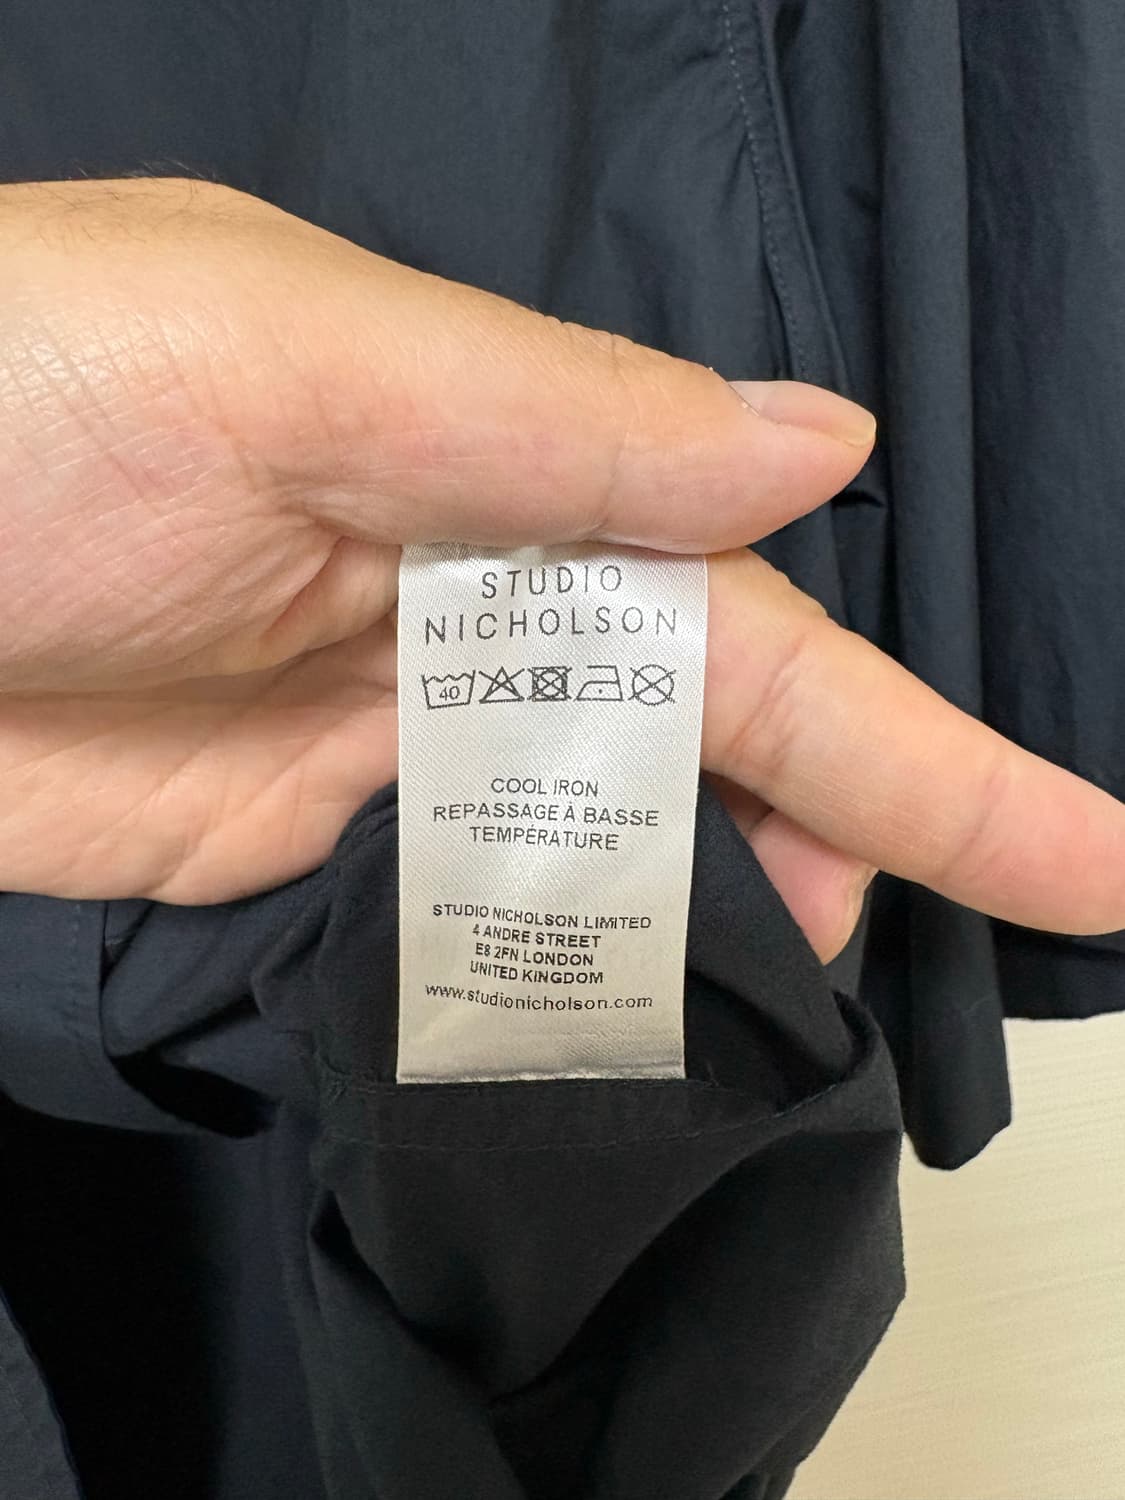 STUDIO
NICHOLSON
40
COOL IRON
REPASSAGE À BASSE
TEMPÉRATURE
STUDIO NICHOLSON LIMITED
4 ANDRE STREET
E8 2FN LONDON
UNITED KINGDOM
www.studionicholson.com